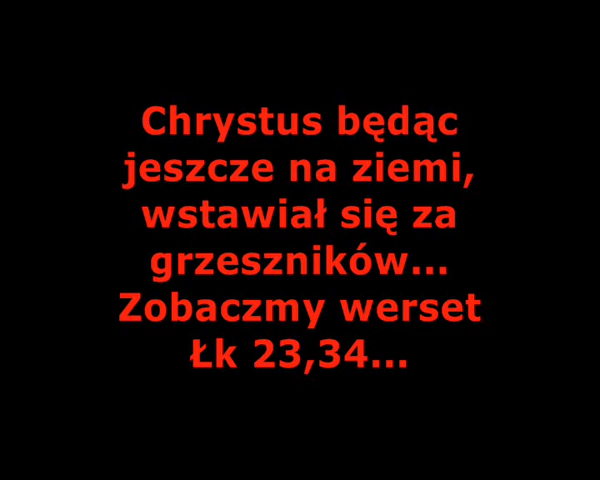 Chrystus będąc
jeszcze na ziemi,
wstawiał się za
grzeszników...
Zobaczmy werset
Łk 23,34...